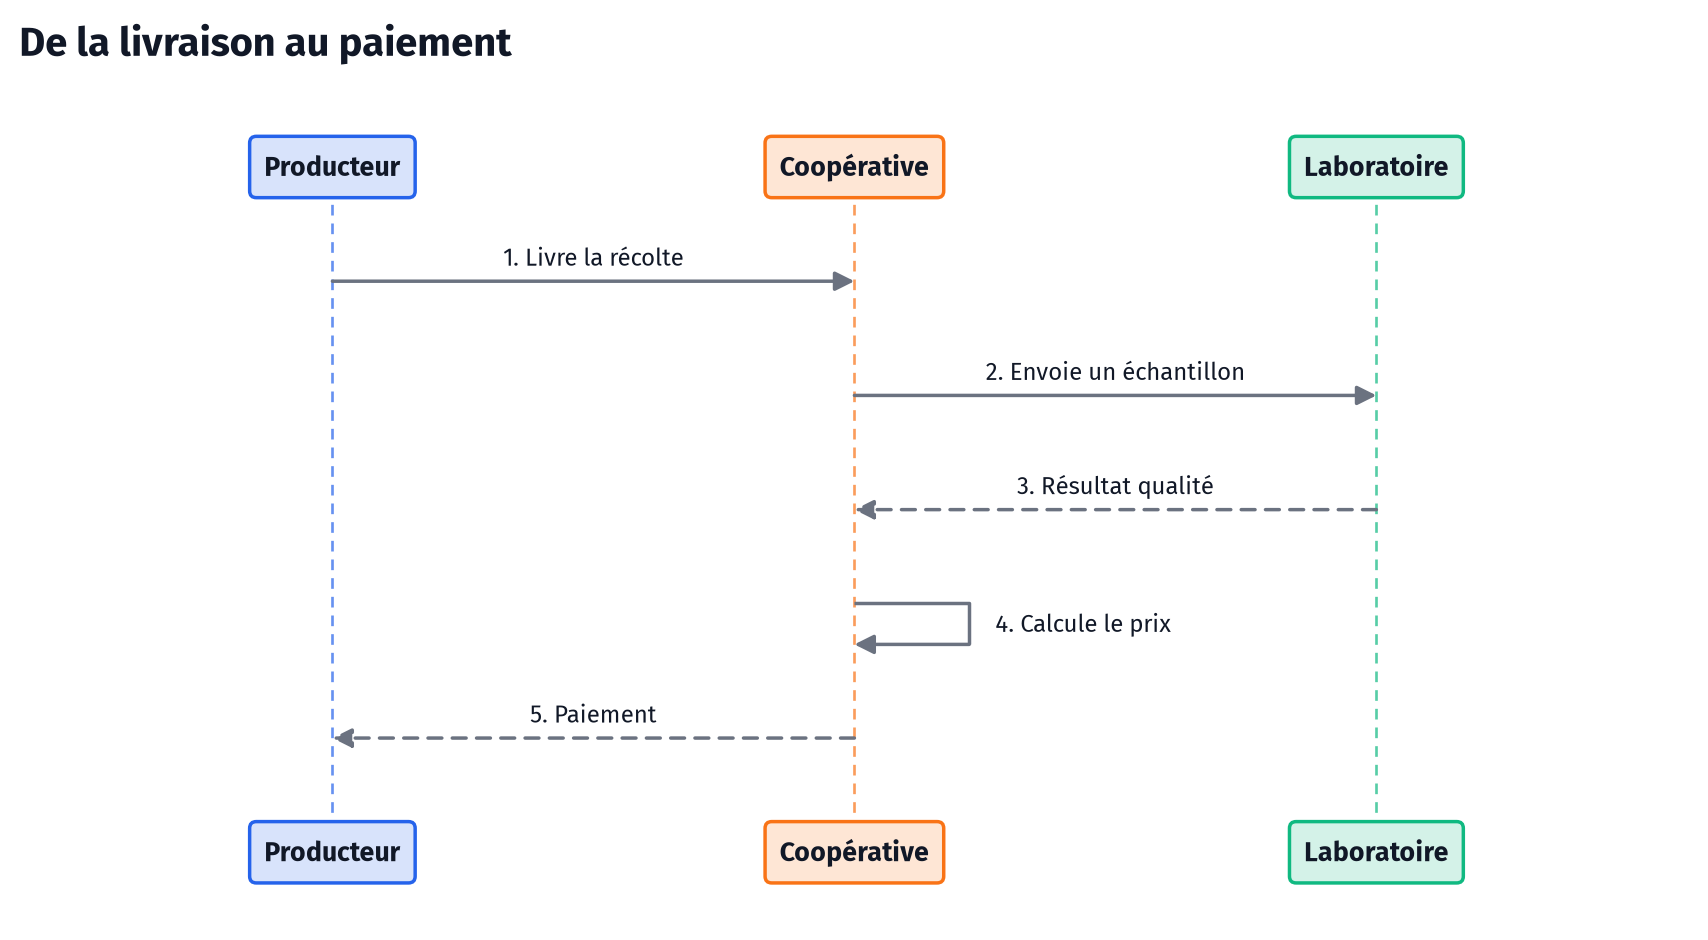 De la livraison au paiement
Producteur
Coopérative
Laboratoire
1. Livre la récolte
2. Envoie un échantillon
3. Résultat qualité
4. Calcule le prix
5. Paiement
Producteur
Coopérative
Laboratoire